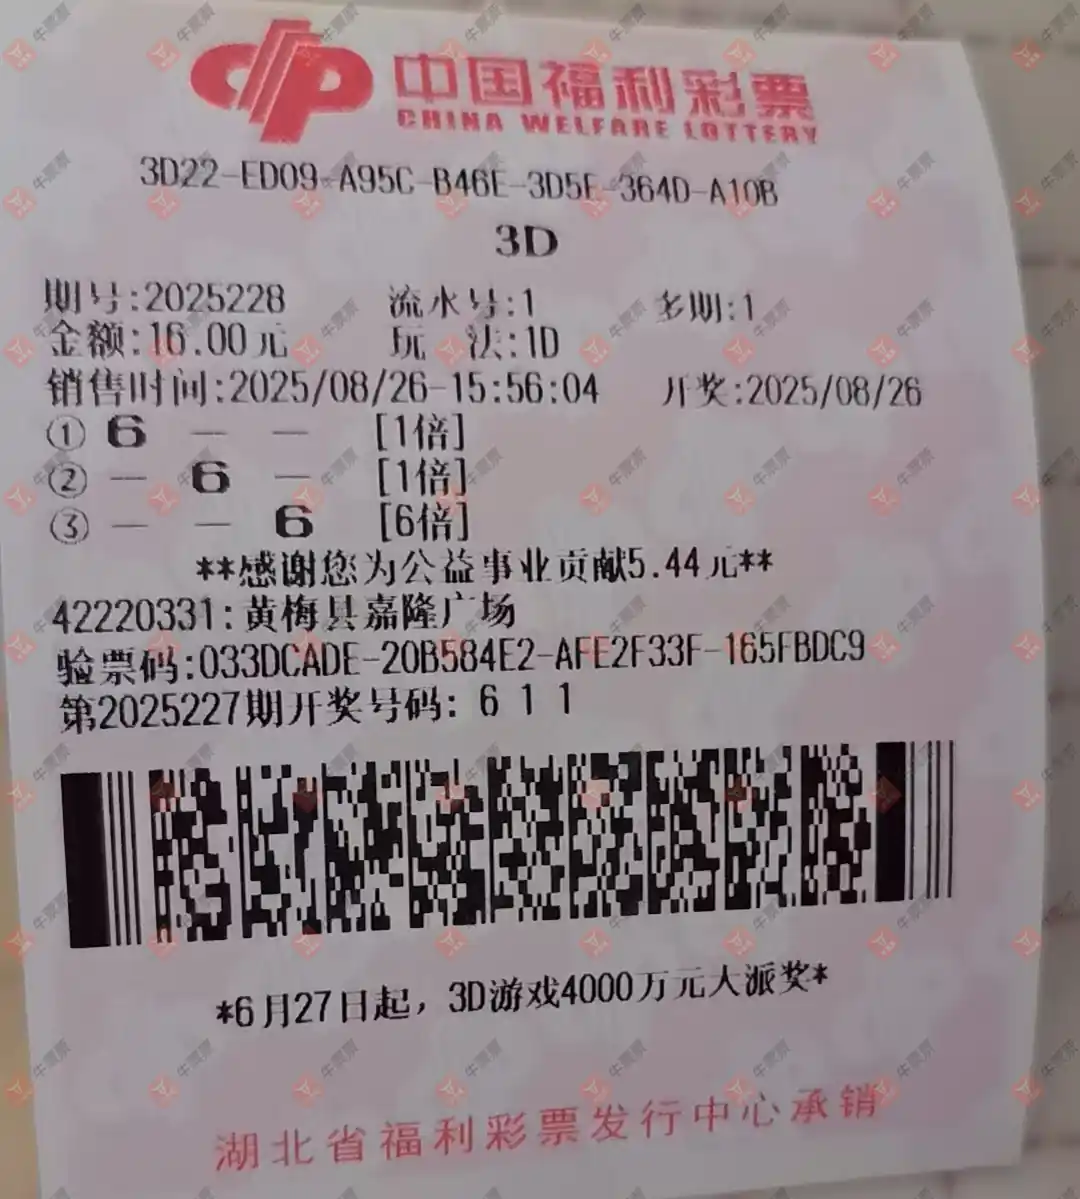 中国福利彩票
CHINA WELFARE LOTTERY
3D22-ED09-A95C-B46E-3D5E-364D-A10B
3D
期号:2025228 流水号:1 多期:1
金额:16.00元 玩 法:1D
销售时间:2025/08/26-15:56:04 开奖:2025/08/26
① 6 — — [1倍]
② — 6 — [1倍]
③ — — 6 [6倍]
**感谢您为公益事业贡献5.44元**
42220331:黄梅县嘉隆广场
验票码:033DCADE-20B584E2-AFE2F33F-165FBDC9
第2025227期开奖号码: 6 1 1
*6月27日起，3D游戏4000万元大派奖*
湖北省福利彩票发行中心承销
牛票票